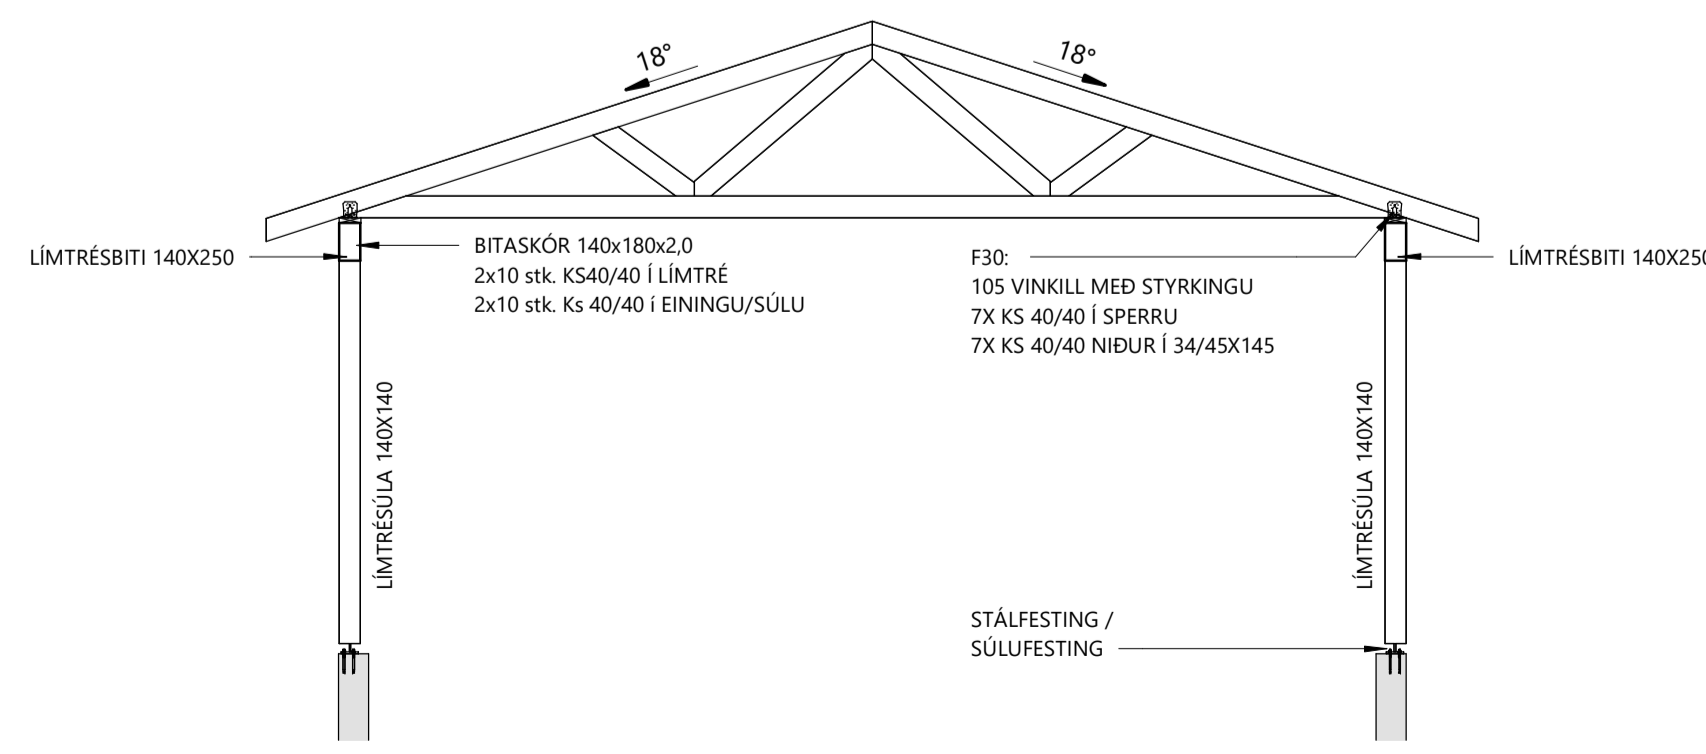 18°
18°
LÍMTRÉSBITI 140X250
BITASKÓR 140x180x2,0
2x10 stk. KS40/40 Í LÍMTRÉ
2x10 stk. Ks 40/40 í EININGU/SÚLU
F30:
105 VINKILL MEÐ STYRKINGU
7X KS 40/40 Í SPERRU
7X KS 40/40 NIÐUR Í 34/45X145
LÍMTRÉSBITI 140X250
LÍMTRÉSÚLA 140X140
LÍMTRÉSÚLA 140X140
STÁLFESTING /
SÚLUFESTING